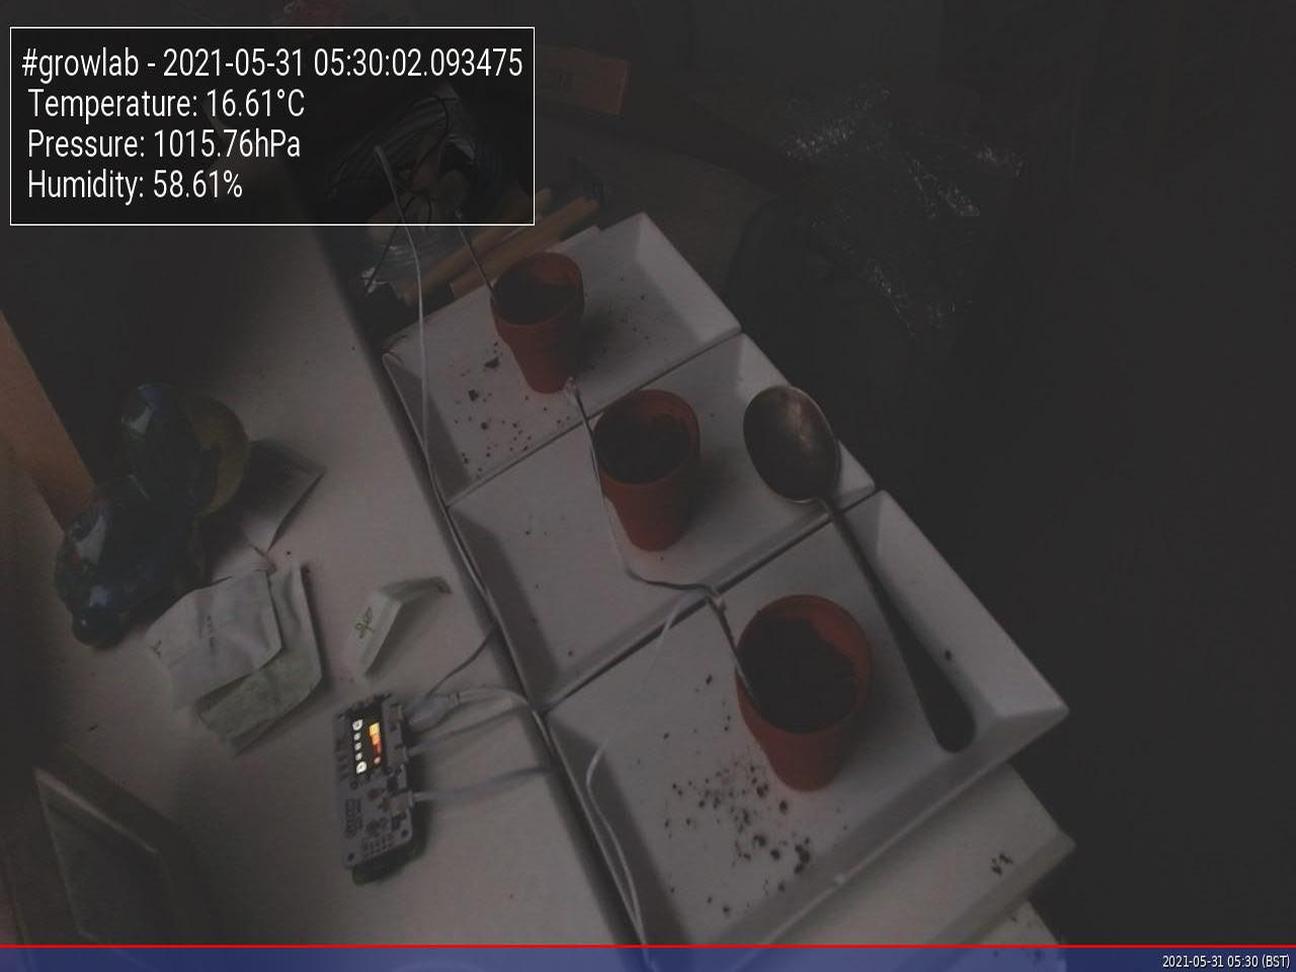 #growlab - 2021-05-31 05:30:02.093475
Temperature: 16.61°C
Pressure: 1015.76hPa
Humidity: 58.61%
2021-05-31 05:30 (BST)